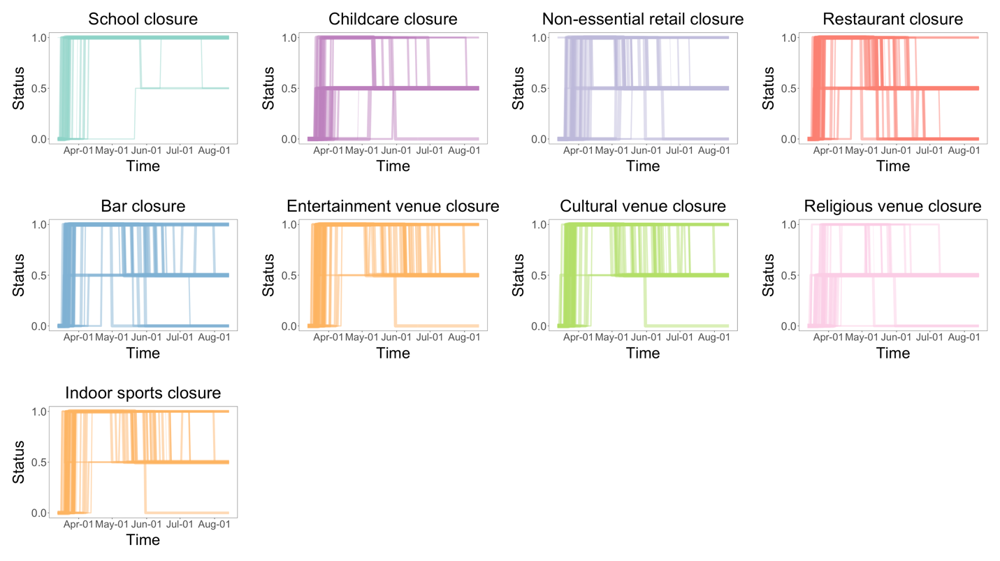 School closure
1.0
0.5
0.0
Status
Apr-01 May-01 Jun-01 Jul-01 Aug-01
Time
Childcare closure
1.0
0.5
0.0
Status
Apr-01 May-01 Jun-01 Jul-01 Aug-01
Time
Non-essential retail closure
1.0
0.5
0.0
Status
Apr-01 May-01 Jun-01 Jul-01 Aug-01
Time
Restaurant closure
1.0
0.5
0.0
Status
Apr-01 May-01 Jun-01 Jul-01 Aug-01
Time
Bar closure
1.0
0.5
0.0
Status
Apr-01 May-01 Jun-01 Jul-01 Aug-01
Time
Entertainment venue closure
1.0
0.5
0.0
Status
Apr-01 May-01 Jun-01 Jul-01 Aug-01
Time
Cultural venue closure
1.0
0.5
0.0
Status
Apr-01 May-01 Jun-01 Jul-01 Aug-01
Time
Religious venue closure
1.0
0.5
0.0
Status
Apr-01 May-01 Jun-01 Jul-01 Aug-01
Time
Indoor sports closure
1.0
0.5
0.0
Status
Apr-01 May-01 Jun-01 Jul-01 Aug-01
Time